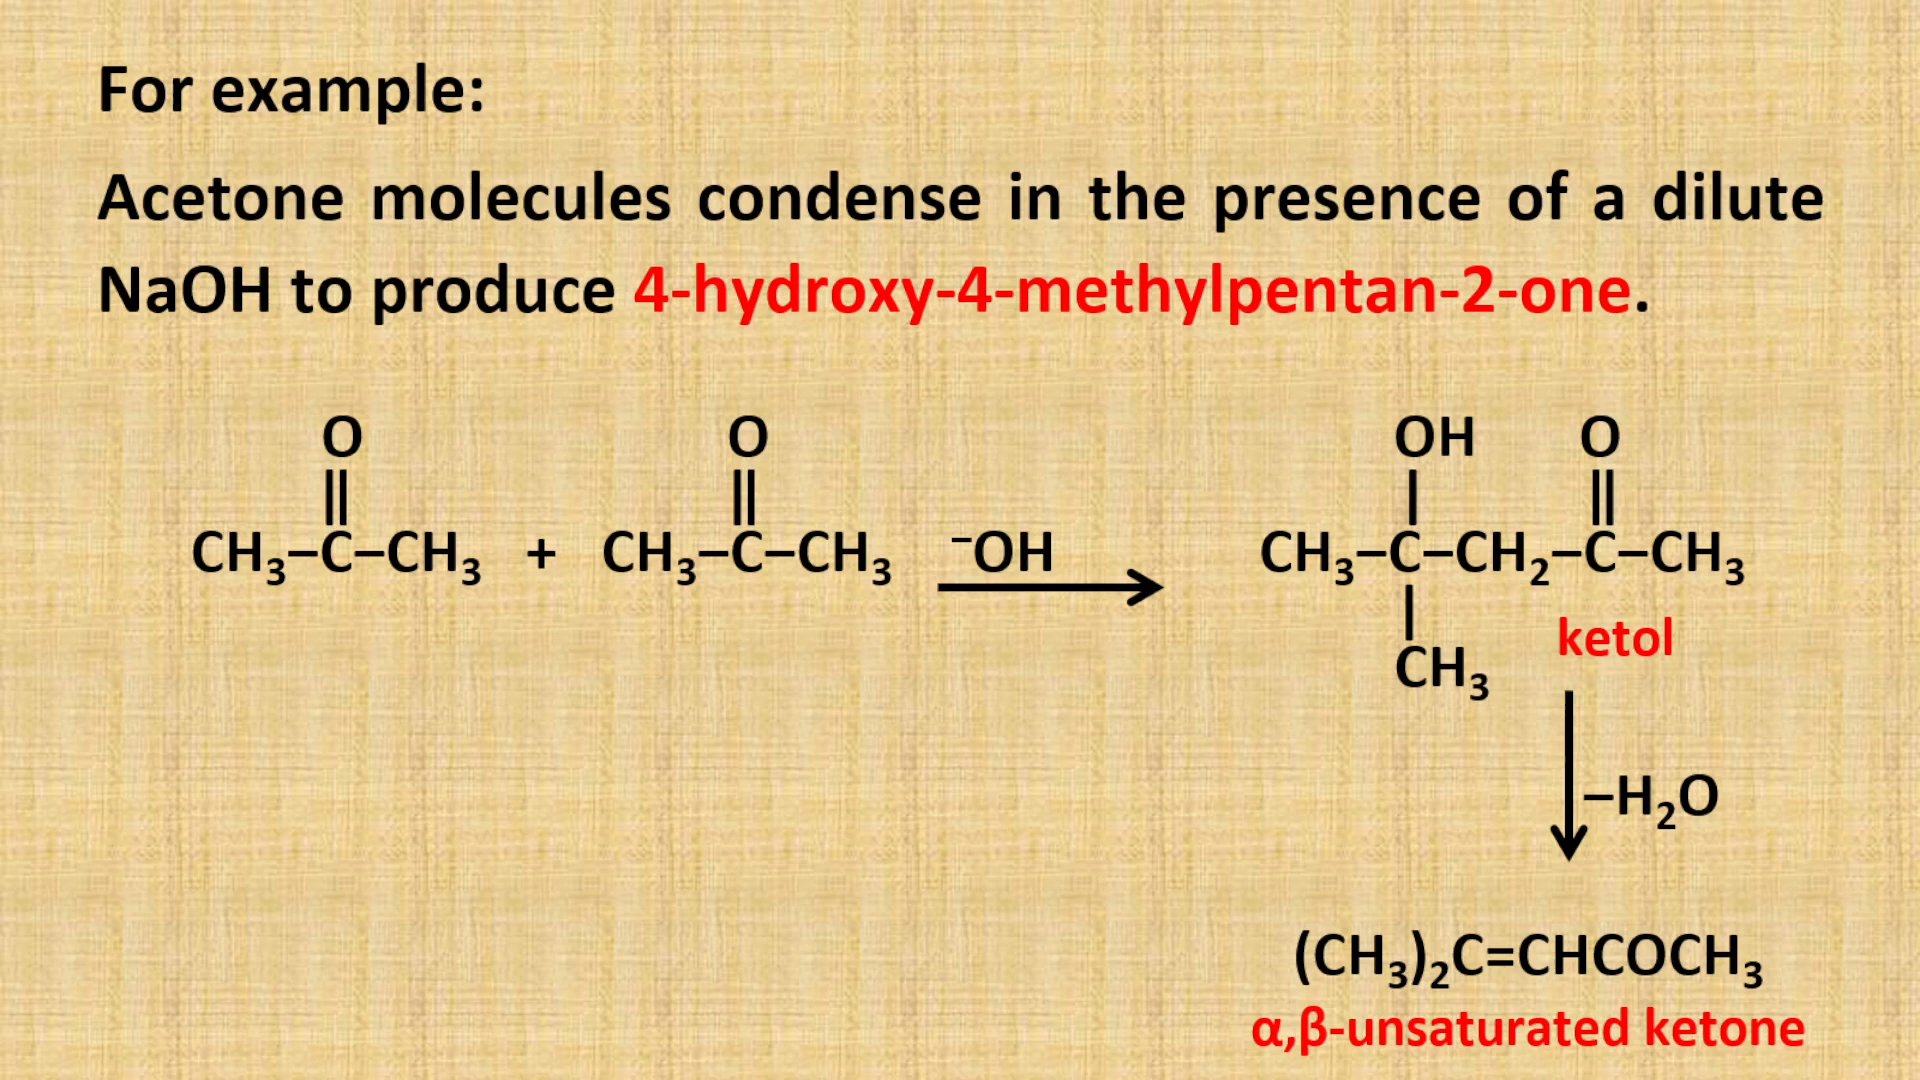 For example:
Acetone molecules condense in the presence of a dilute
NaOH to produce 4-hydroxy-4-methylpentan-2-one.
O O OH O
CH₃–C–CH₃ + CH₃–C–CH₃ ⁻OH CH₃–C–CH₂–C–CH₃
ketol
CH₃
–H₂O
(CH₃)₂C=CHCOCH₃
α,β-unsaturated ketone